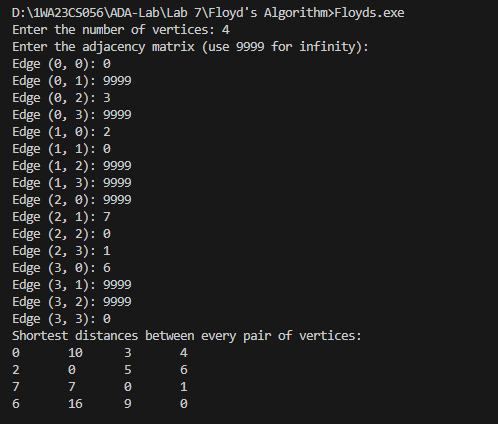 D:\1WA23CS056\ADA-Lab\Lab 7\Floyd's Algorithm>Floyds.exe
Enter the number of vertices: 4
Enter the adjacency matrix (use 9999 for infinity):
Edge (0, 0): 0
Edge (0, 1): 9999
Edge (0, 2): 3
Edge (0, 3): 9999
Edge (1, 0): 2
Edge (1, 1): 0
Edge (1, 2): 9999
Edge (1, 3): 9999
Edge (2, 0): 9999
Edge (2, 1): 7
Edge (2, 2): 0
Edge (2, 3): 1
Edge (3, 0): 6
Edge (3, 1): 9999
Edge (3, 2): 9999
Edge (3, 3): 0
Shortest distances between every pair of vertices:
0 10 3 4
2 0 5 6
7 7 0 1
6 16 9 0